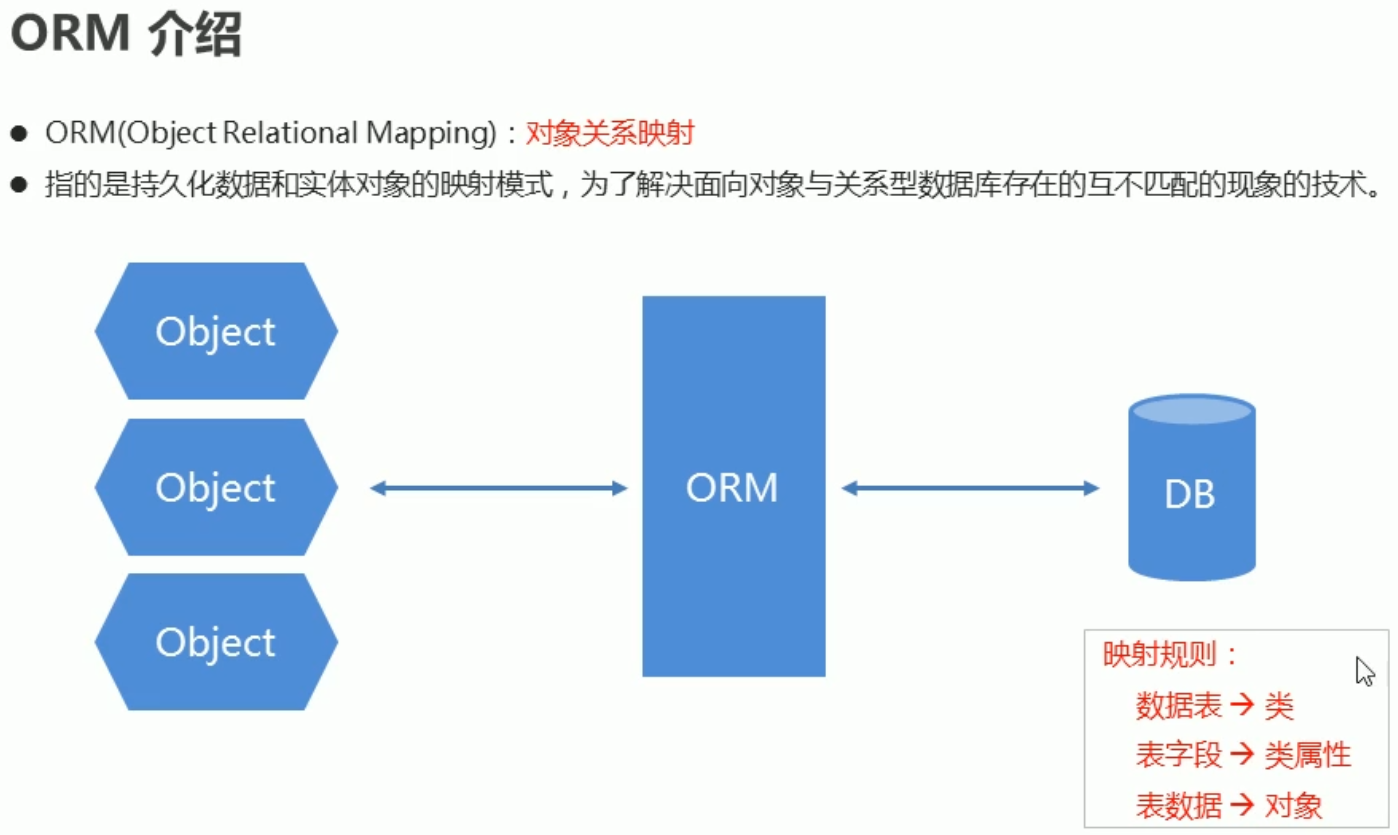 ORM 介绍
● ORM(Object Relational Mapping)：对象关系映射
● 指的是持久化数据和实体对象的映射模式，为了解决面向对象与关系型数据库存在的互不匹配的现象的技术。
Object
Object
Object
ORM
DB
映射规则：
数据表→类
表字段→类属性
表数据→对象